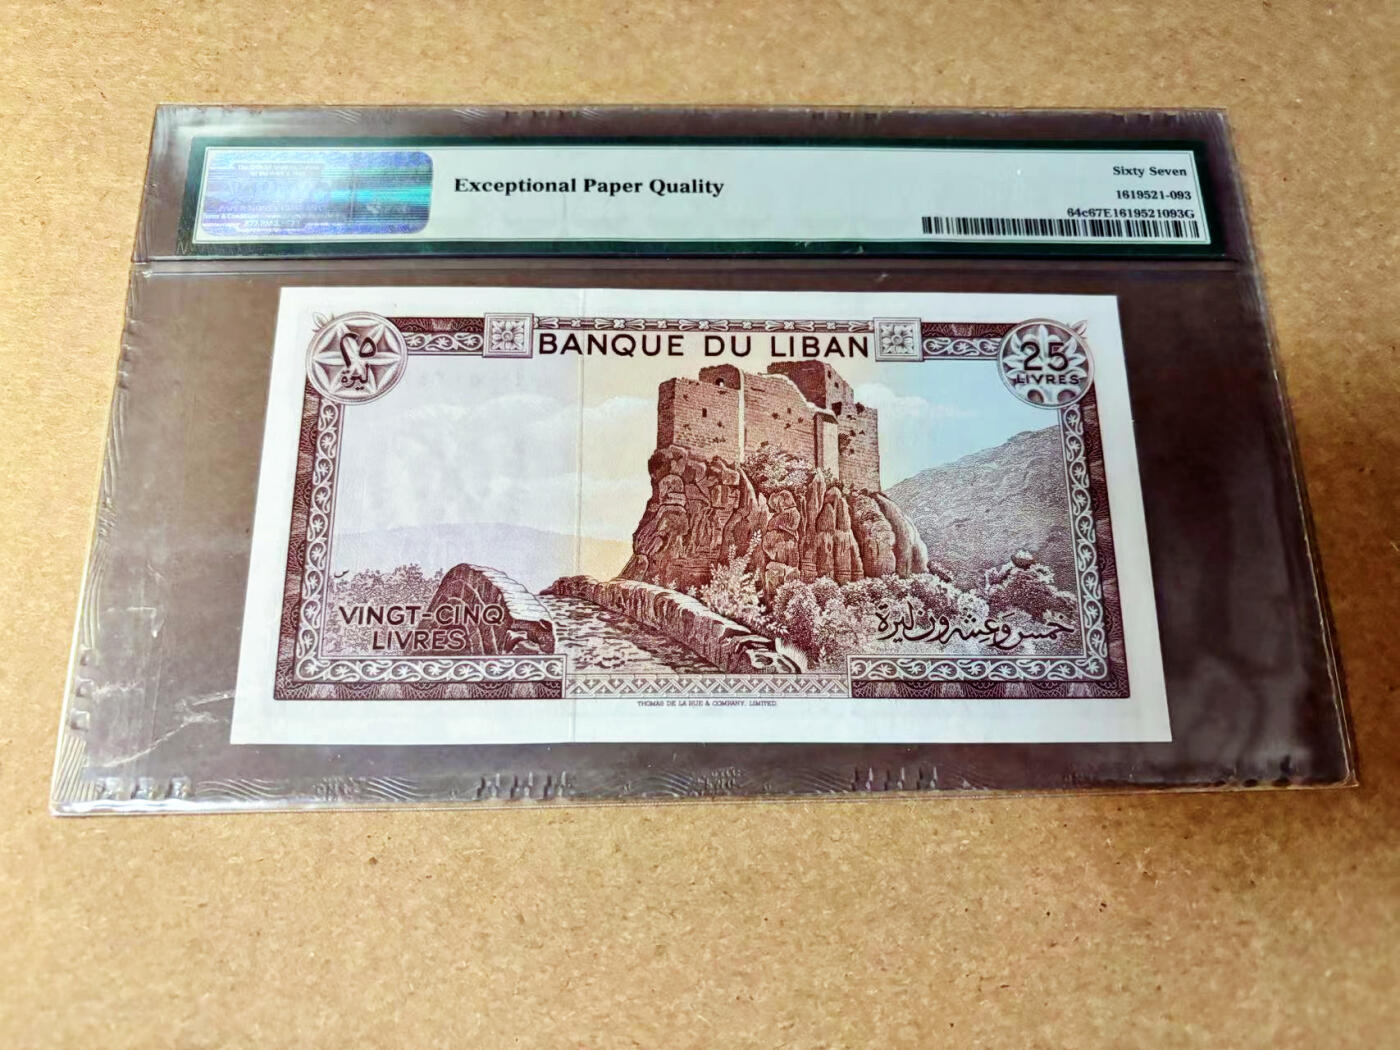 Exceptional Paper Quality
Sixty Seven
1619521-093
64c67E1619521093G
٢٥
ليرة
BANQUE DU LIBAN
25
LIVRES
VINGT-CINQ
LIVRES
خمس وعشرون ليرة
THOMAS DE LA RUE & COMPANY, LIMITED.